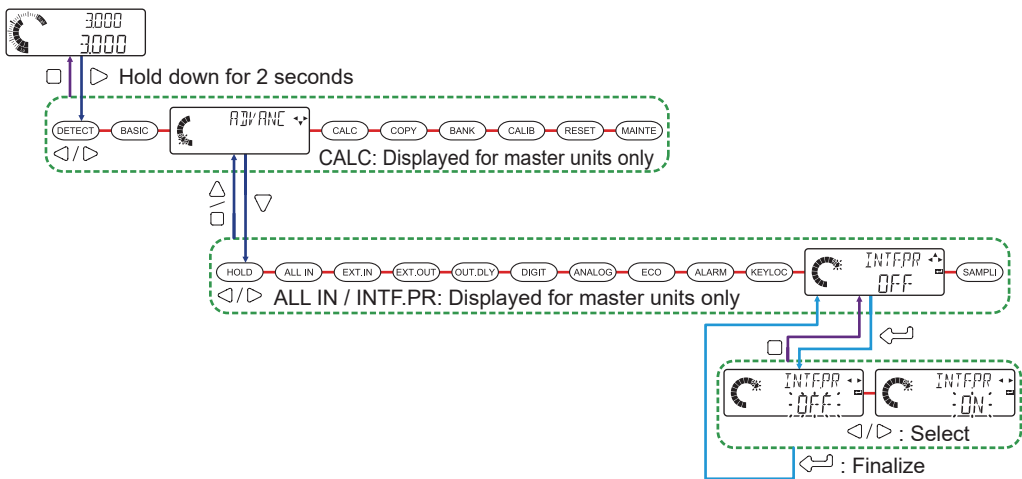 3.000
-3.000
Hold down for 2 seconds
DETECT BASIC ADVANC CALC COPY BANK CALIB RESET MAINTE
/ CALC: Displayed for master units only
/
HOLD ALL IN EXT.IN EXT.OUT OUT.DLY DIGIT ANALOG ECO ALARM KEYLOC INTF.PR SAMPLI
OFF
/ ALL IN / INTF.PR: Displayed for master units only
INTF.PR INTF.PR
OFF ON
/ : Select
: Finalize